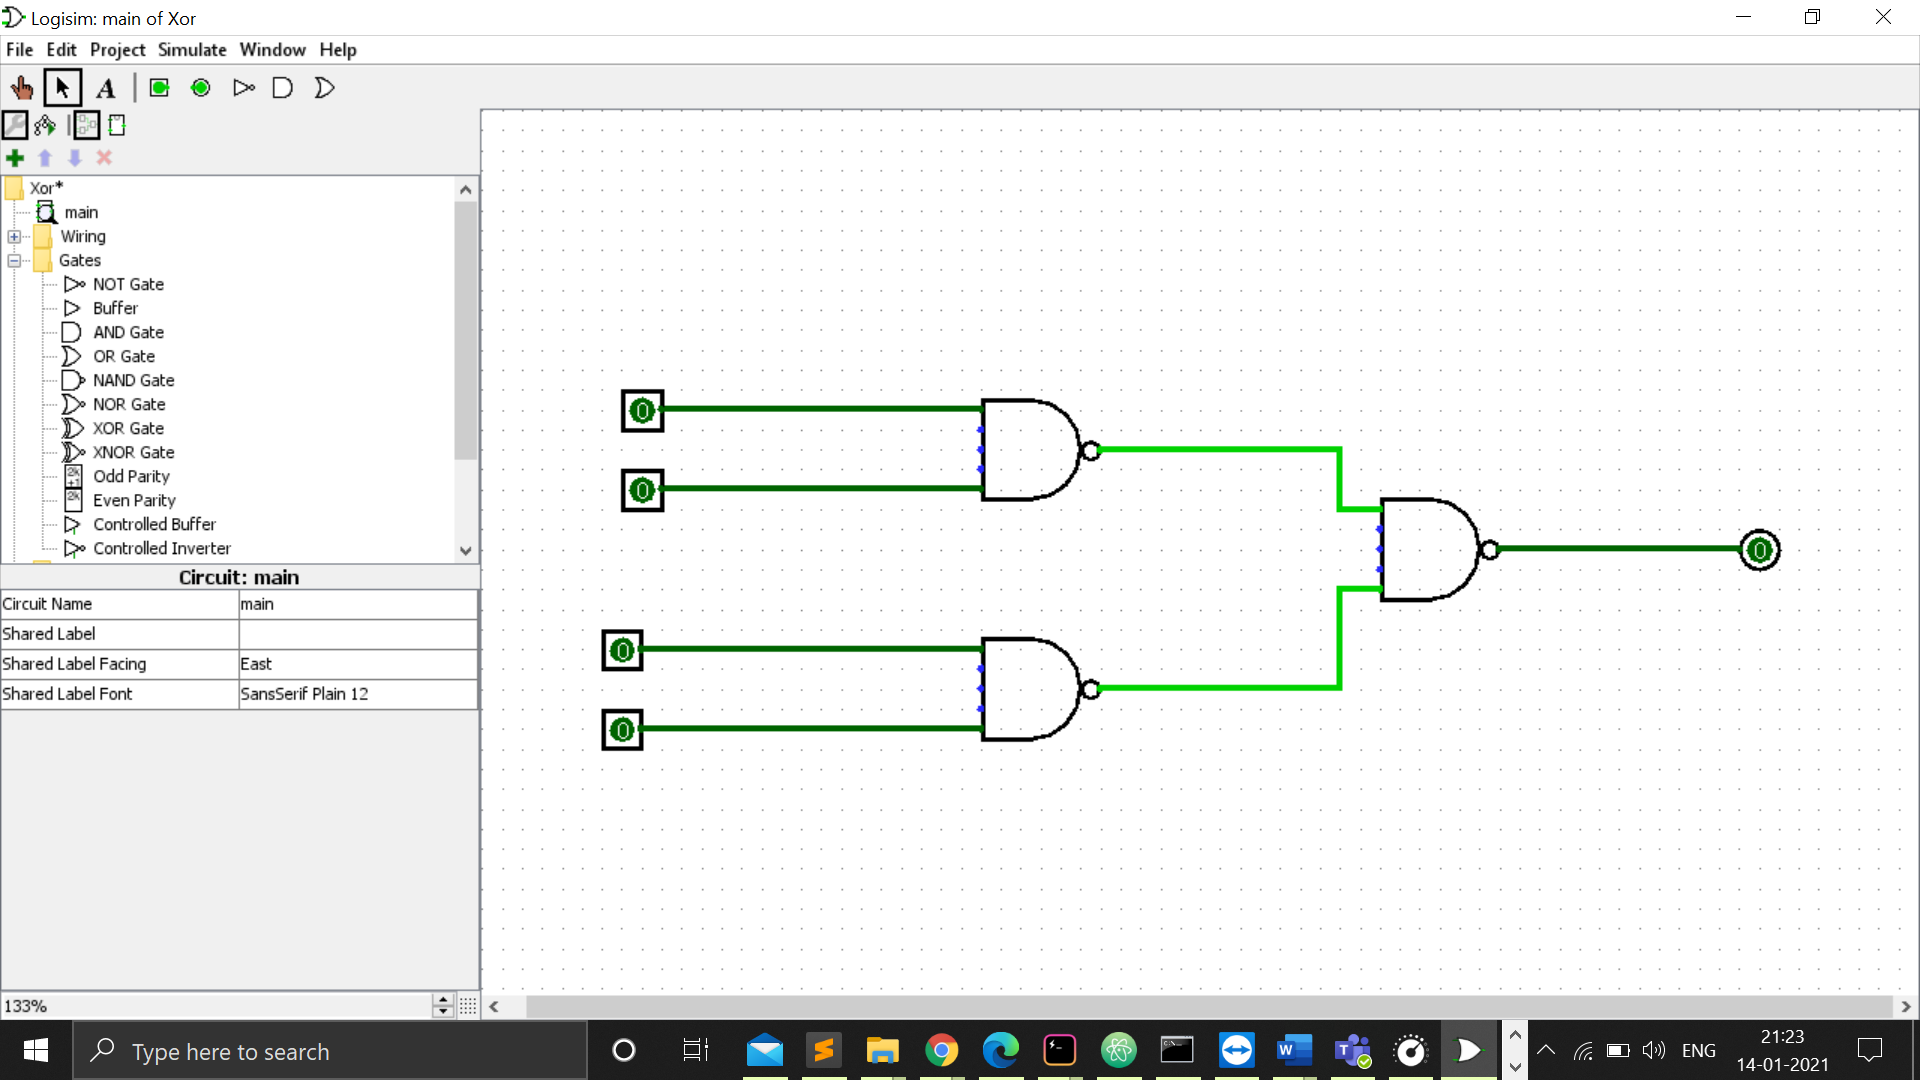 Logisim: main of Xor
File Edit Project Simulate Window Help
A
Xor*
main
Wiring
Gates
NOT Gate
Buffer
AND Gate
OR Gate
NAND Gate
NOR Gate
XOR Gate
XNOR Gate
2k+1 Odd Parity
2k Even Parity
Controlled Buffer
Controlled Inverter
Circuit: main
Circuit Name main
Shared Label
Shared Label Facing East
Shared Label Font SansSerif Plain 12
133%
0
0
0
0
0
Type here to search
ENG
21:23
14-01-2021